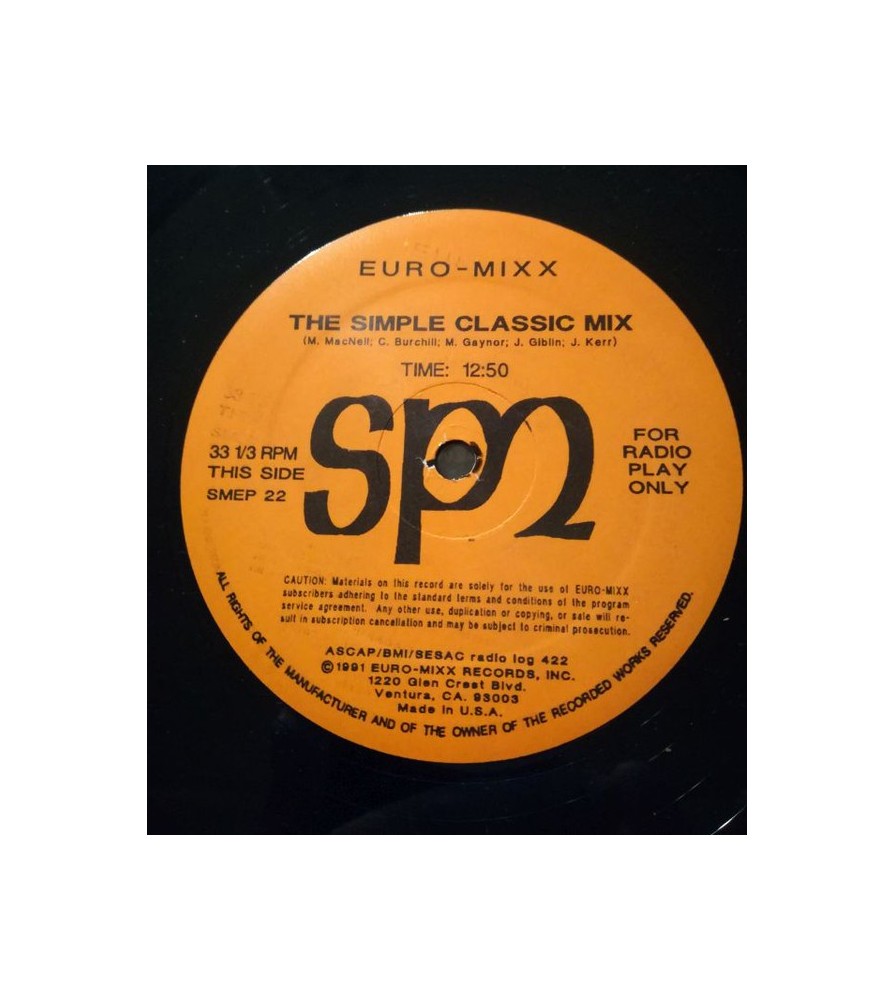 EURO-MIXX
THE SIMPLE CLASSIC MIX
(M. MacNeil; C. Burchill; M. Gaynor; J. Giblin; J. Kerr)
TIME: 12:50
33 1/3 RPM
THIS SIDE
SMEP 22
FOR
RADIO
PLAY
ONLY
CAUTION: Materials on this record are solely for the use of EURO-MIXX
subscribers adhering to the standard terms and conditions of the program
service agreement. Any other use, duplication or copying, or sale will re-
sult in subscription cancellation and may be subject to criminal prosecution.
ASCAP/BMI/SESAC radio log 422
©1991 EURO-MIXX RECORDS, INC.
1220 Glen Crest Blvd.
Ventura, CA. 93003
Made in U.S.A.
ALL RIGHTS OF THE MANUFACTURER AND OF THE OWNER OF THE RECORDED WORKS RESERVED.